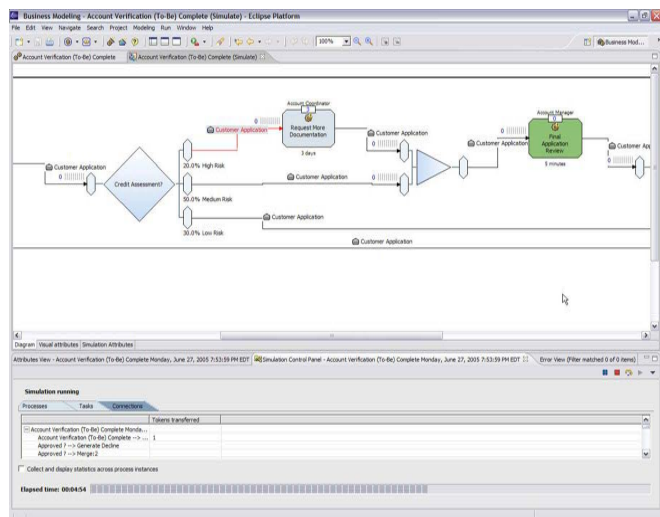 Business Modeling - Account Verification (To-Be) Complete (Simulate) - Eclipse Platform
File Edit View Navigate Search Project Modeling Run Window Help
100%
Business Mod...
Account Verification (To-Be) Complete
Account Verification (To-Be) Complete (Simulate)
Account Coordinator
Account Manager
0
Customer Application
Request More Documentation
3 days
Customer Application
0
0
Customer Application
Final Application Review
5 minutes
Customer Ap
0
Customer Application
0
Credit Assessment?
20.0% High Risk
Customer Application
0
50.0% Medium Risk
Customer Application
30.0% Low Risk
Customer Application
Diagram Visual attributes Simulation Attributes
Attributes View - Account Verification (To-Be) Complete Monday, June 27, 2005 7:53:59 PM EDT
Simulation Control Panel - Account Verification (To-Be) Complete Monday, June 27, 2005 7:53:59 PM EDT
Error View (Filter matched 0 of 0 items)
Simulation running
Processes Tasks Connections
Tokens transferred
Account Verification (To-Be) Complete Monda...
Account Verification (To-Be) Complete --> ... 1
Approved ? --> Generate Decline
Approved ? --> Merge:2
Collect and display statistics across process instances
Elapsed time: 00:04:54